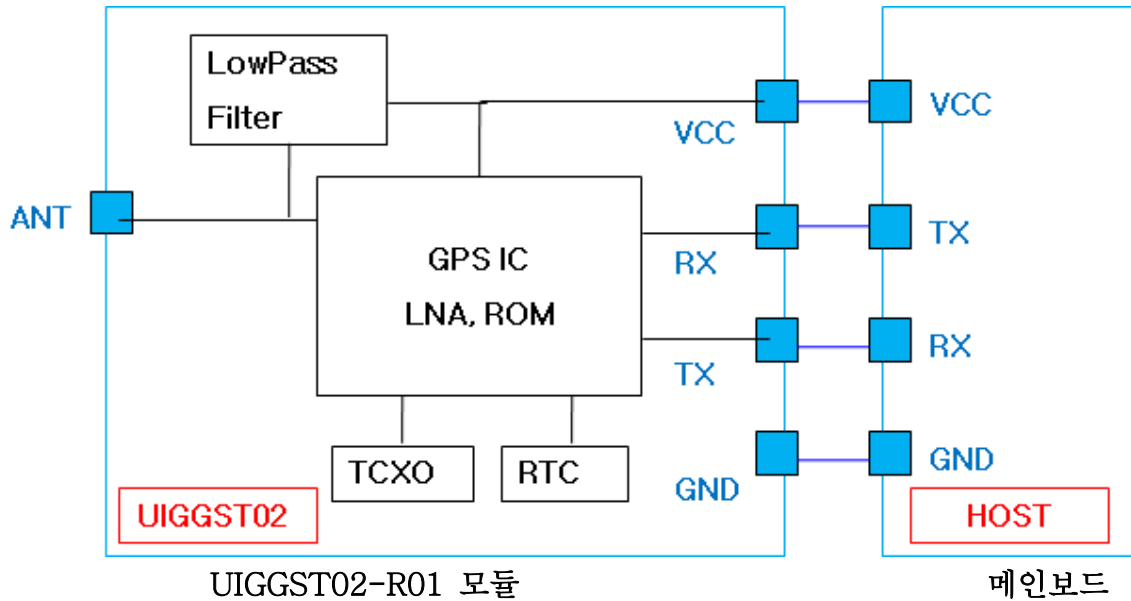 LowPass
Filter
VCC
VCC
ANT
GPS IC
LNA, ROM
RX
TX
TX
RX
TCXO
RTC
GND
GND
UIGGST02
HOST
UIGGST02-R01 모듈
메인보드